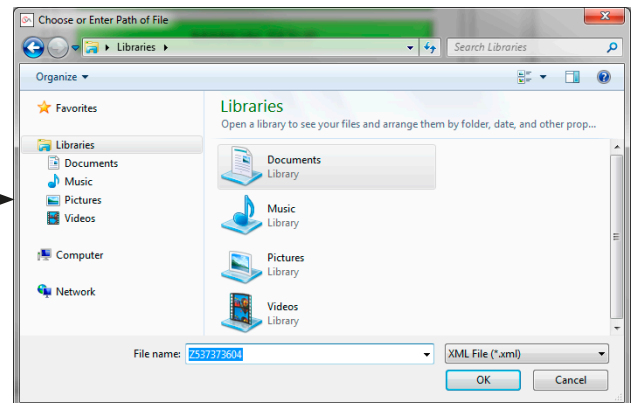 Choose or Enter Path of File
Libraries
Search Libraries
Organize
Favorites
Libraries
Documents
Music
Pictures
Videos
Computer
Network
Libraries
Open a library to see your files and arrange them by folder, date, and other prop...
Documents
Library
Music
Library
Pictures
Library
Videos
Library
File name: Z537373604 XML File (*.xml)
OK Cancel